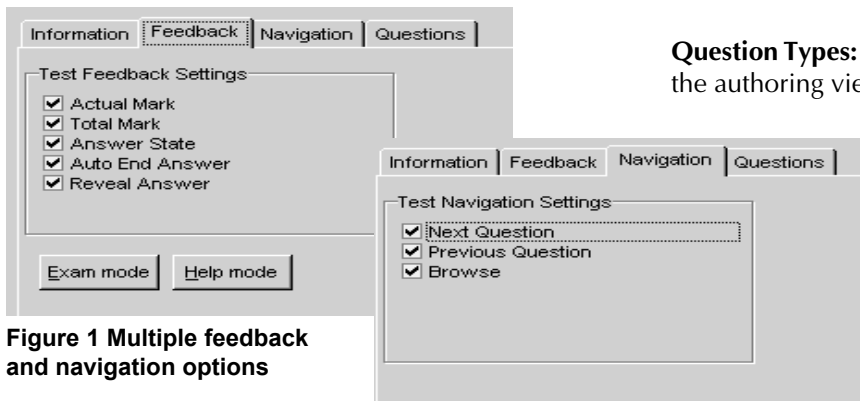 Information Feedback Navigation Questions
Test Feedback Settings
Actual Mark
Total Mark
Answer State
Auto End Answer
Reveal Answer
Exam mode Help mode
Figure 1 Multiple feedback
and navigation options
Question Types:
the authoring vie
Information Feedback Navigation Questions
Test Navigation Settings
Next Question
Previous Question
Browse